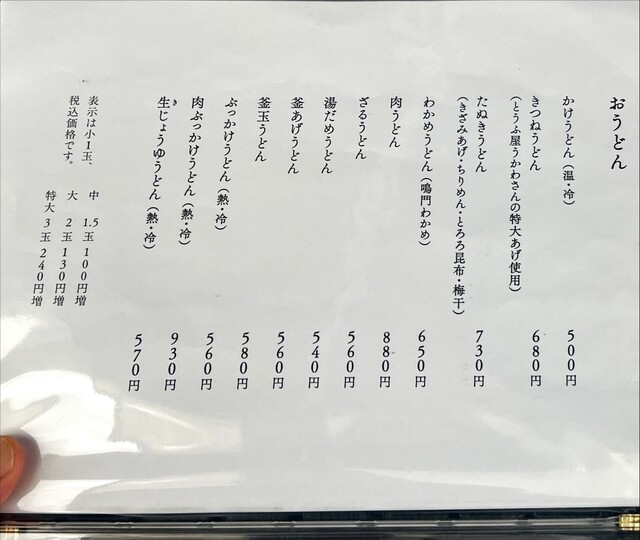 おうどん
かけうどん（温・冷） 500円
きつねうどん 680円
（とうふ屋うかわさんの特大あげ使用）
たぬきうどん 730円
（きざみあげ・ちりめん・とろろ昆布・梅干）
わかめうどん（鳴門わかめ） 650円
肉うどん 880円
ざるうどん 560円
湯だめうどん 540円
釜あげうどん 560円
釜玉うどん 580円
ぶっかけうどん（熱・冷） 560円
肉ぶっかけうどん（熱・冷） 930円
生じょうゆうどん（熱・冷） 570円
き
表示は小1玉、
税込価格です。
中 1.5玉 100円増
大 2玉 130円増
特大 3玉 240円増